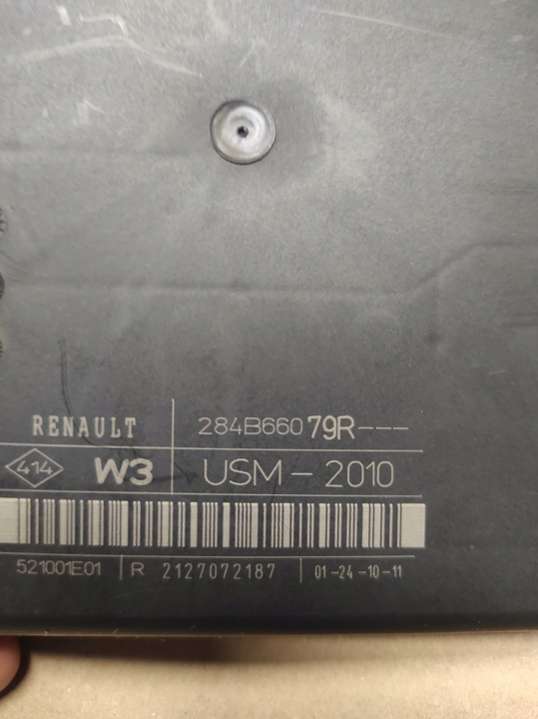 RENAULT 284B66079R---
414 W3 USM-2010
521001E01 R 2127072187 01-24-10-11